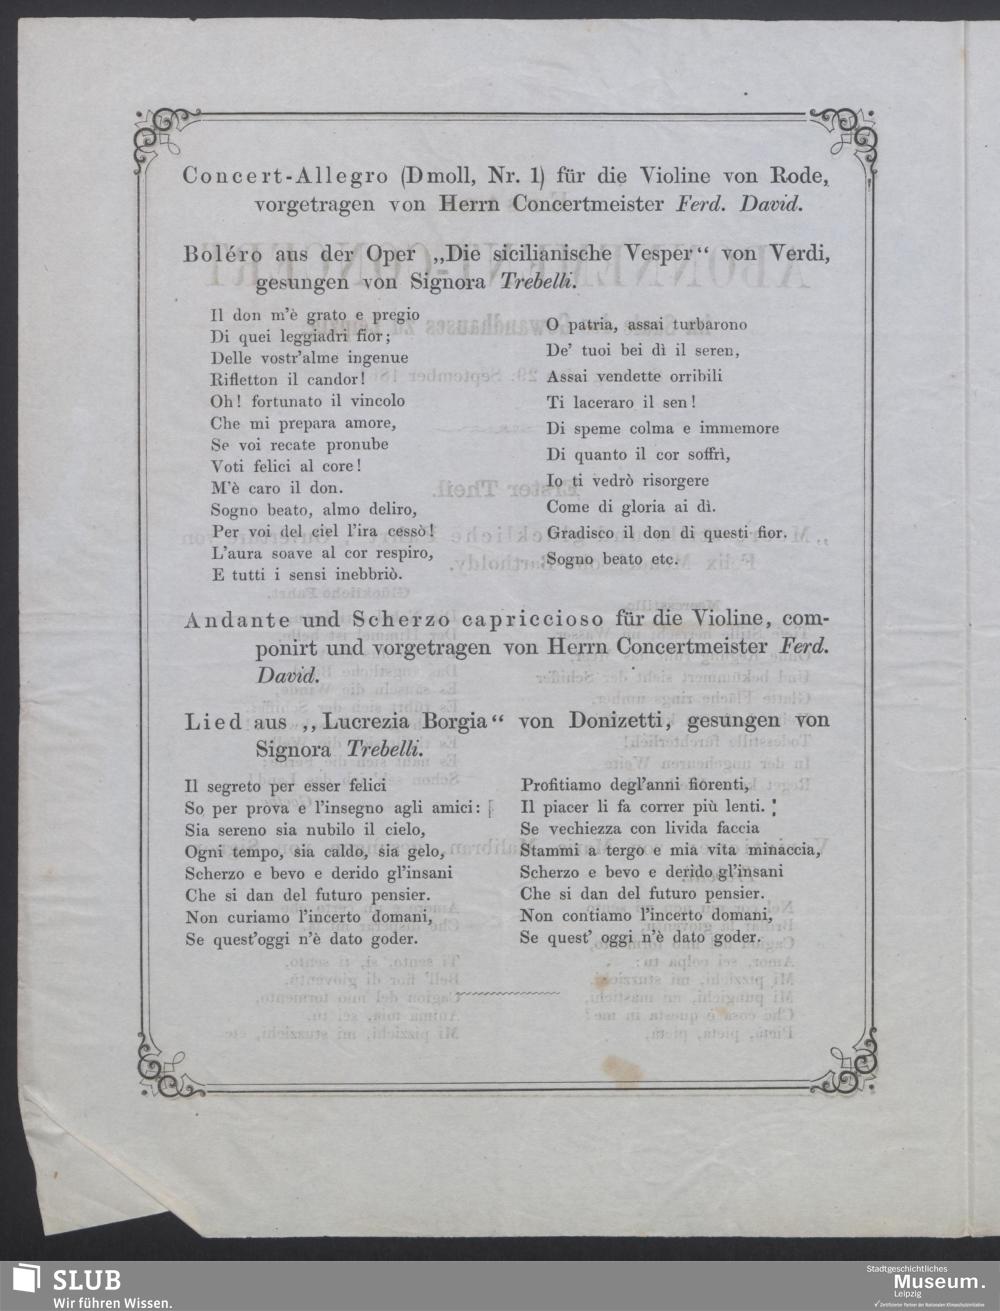 Concert-Allegro (D moll, Nr. 1) für die Violine von Rode,
vorgetragen von Herrn Concertmeister Ferd. David.
Boléro aus der Oper „Die sicilianische Vesper“ von Verdi,
gesungen von Signora Trebelli.
Il don m'è grato e pregio
Di quei leggiadri fior;
Delle vostr'alme ingenue
Rifletton il candor!
Oh! fortunato il vincolo
Che mi prepara amore,
Se voi recate pronube
Voti felici al core!
M'è caro il don.
Sogno beato, almo deliro,
Per voi del ciel l'ira cessò!
L'aura soave al cor respiro,
E tutti i sensi inebbriò.
O patria, assai turbarono
De' tuoi bei dì il seren,
Assai vendette orribili
Ti laceraro il sen!
Di speme colma e immemore
Di quanto il cor soffrì,
Io ti vedrò risorgere
Come di gloria ai dì.
Gradisco il don di questi fior.
Sogno beato etc.
Andante und Scherzo capriccioso für die Violine, com-
ponirt und vorgetragen von Herrn Concertmeister Ferd.
David.
Lied aus „Lucrezia Borgia“ von Donizetti, gesungen von
Signora Trebelli.
Il segreto per esser felici
So per prova e l'insegno agli amici:
Sia sereno sia nubilo il cielo,
Ogni tempo, sia caldo, sia gelo,
Scherzo e bevo e derido gl'insani
Che si dan del futuro pensier.
Non curiamo l'incerto domani,
Se quest'oggi n'è dato goder.
Profitiamo degl'anni fiorenti,
Il piacer li fa correr più lenti.
Se vechiezza con livida faccia
Stammi a tergo e mia vita minaccia,
Scherzo e bevo e derido gl'insani
Che si dan del futuro pensier.
Non contiamo l'incerto domani,
Se quest' oggi n'è dato goder.
SLUB
Wir führen Wissen.
Stadtgeschichtliches
Museum.
Leipzig